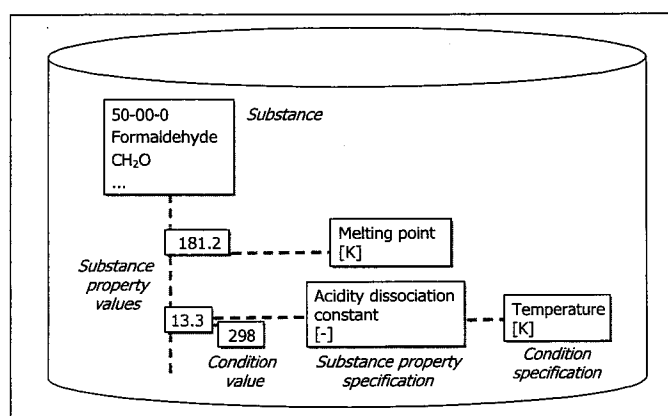 50-00-0
Formaldehyde
CH₂O
...
Substance
181.2
Melting point
[K]
Substance
property
values
13.3
298
Acidity dissociation
constant
[-]
Temperature
[K]
Condition
value
Substance property
specification
Condition
specification